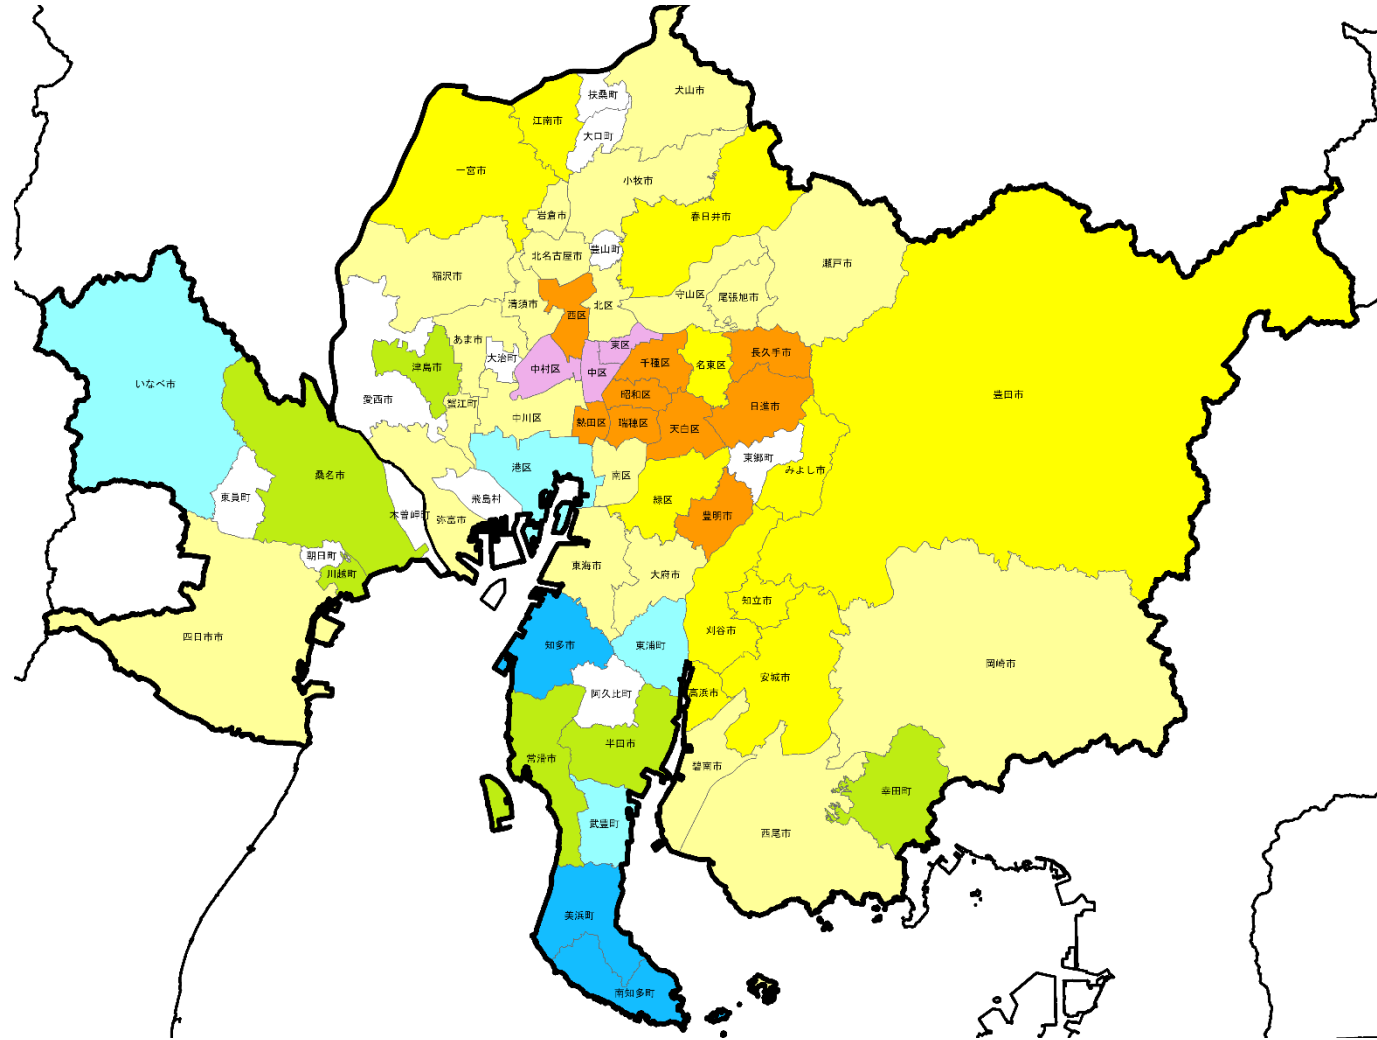 犬山市
扶桑町
江南市
大口町
一宮市
小牧市
岩倉市
春日井市
豊山町
北名古屋市
瀬戸市
稲沢市
守山区
尾張旭市
清須市
北区
西区
あま市
東区
長久手市
大治町
千種区
名東区
津島市
中村区
中区
いなべ市
昭和区
豊田市
愛西市
蟹江町
日進市
中川区
熱田区
瑞穂区
天白区
東郷町
港区
みよし市
桑名市
南区
東員町
飛島村
緑区
木曽岬町
豊明市
弥富市
朝日町
東海市
川越町
大府市
知立市
四日市市
刈谷市
知多市
東浦町
岡崎市
安城市
阿久比町
高浜市
半田市
常滑市
碧南市
幸田町
武豊町
西尾市
美浜町
南知多町